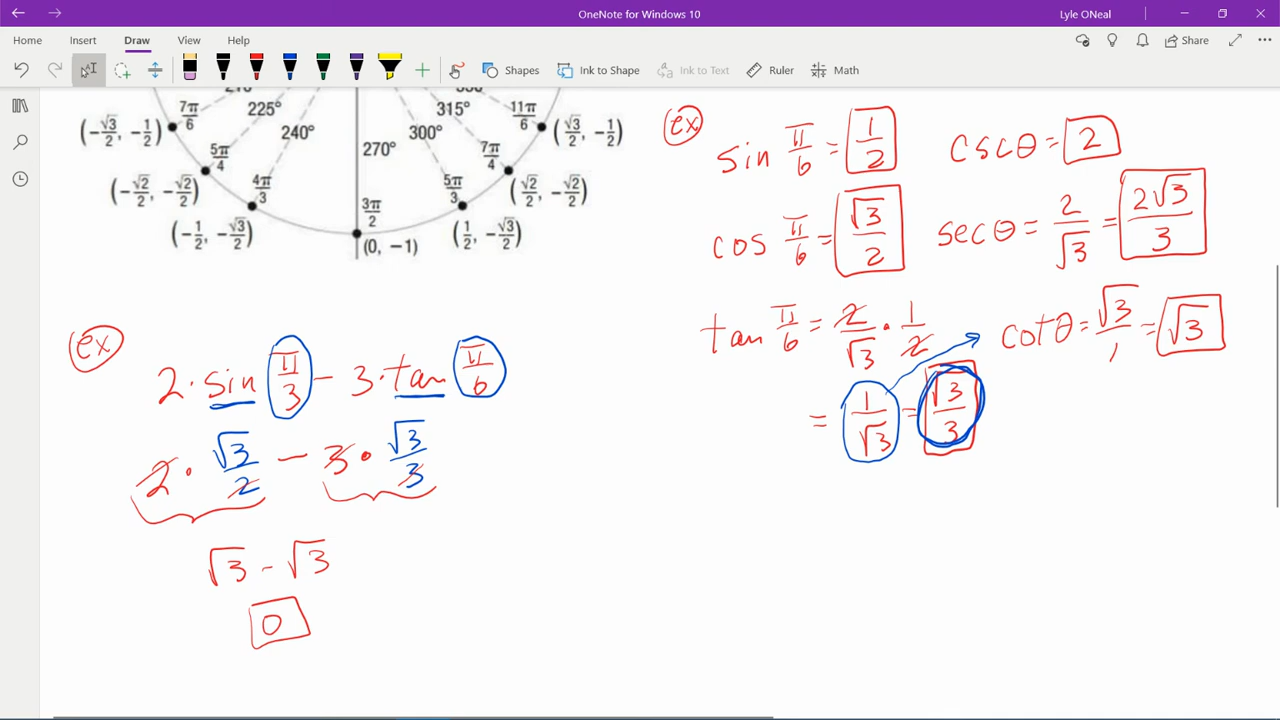 OneNote for Windows 10
Lyle ONeal
Home Insert Draw View Help
Share
Shapes Ink to Shape Ink to Text Ruler Math
7π/6 225° 315° 11π/6
(-√3/2, -1/2) (√3/2, -1/2)
240° 300°
270°
5π/4 7π/4
(-√2/2, -√2/2) (√2/2, -√2/2)
4π/3 5π/3
3π/2
(-1/2, -√3/2) (1/2, -√3/2)
(0, -1)
ex
2·sin π/3 - 3·tan π/6
2·√3/2 - 3·√3/3
√3 - √3
0
ex
sin π/6 = 1/2 cscθ = 2
cos π/6 = √3/2 secθ = 2/√3 = 2√3/3
tan π/6 = 2/√3 · 1/2 cotθ = √3/1 = √3
= 1/√3 = √3/3